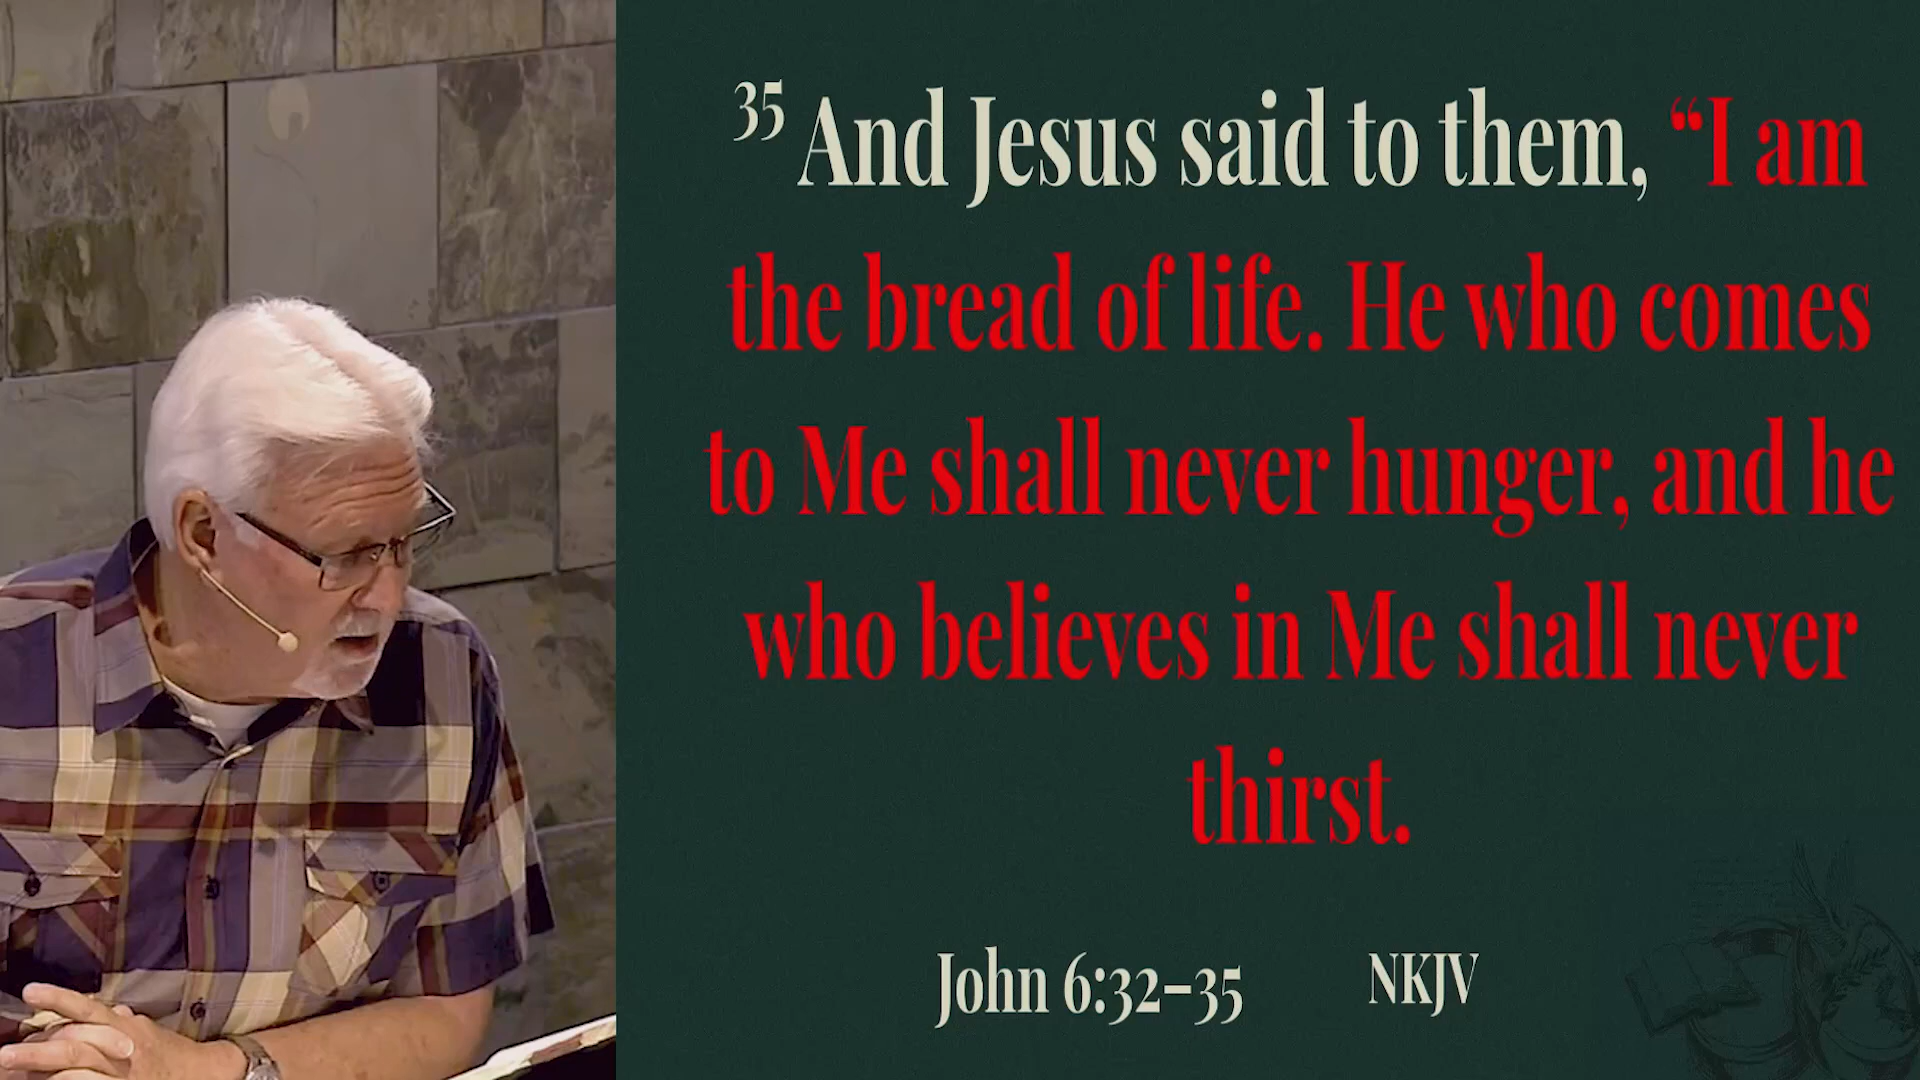 35 And Jesus said to them, “I am
the bread of life. He who comes
to Me shall never hunger, and he
who believes in Me shall never
thirst.
John 6:32–35 NKJV